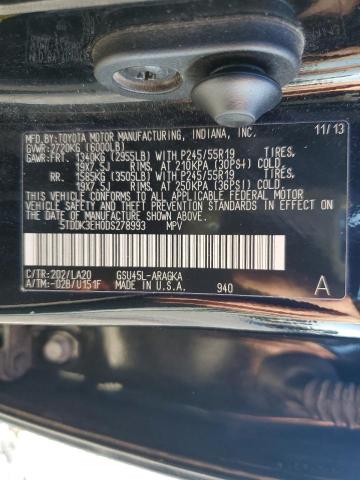 MFD. BY:TOYOTA MOTOR MANUFACTURING, INDIANA, INC. 11/13
GVWR: 2720KG (6000LB)
GAWR:FRT. 1340KG (2955LB) WITH P245/55R19 TIRES,
19X7.5J RIMS, AT 210KPA (30PSI) COLD.
RR. 1585KG (3505LB) WITH P245/55R19 TIRES,
19X7.5J RIMS, AT 250KPA (36PSI) COLD.
THIS VEHICLE CONFORMS TO ALL APPLICABLE FEDERAL MOTOR
VEHICLE SAFETY, BUMPER, AND THEFT PREVENTION
STANDARDS IN EFFECT ON THE DATE OF MANUFACTURE
SHOWN ABOVE.
5TDDK3EH0DS278993 MPV
C/TR:202/LA20 GSU45L-ARAGKA
A/TM:-02B/U151F MADE IN U.S.A. 940 A